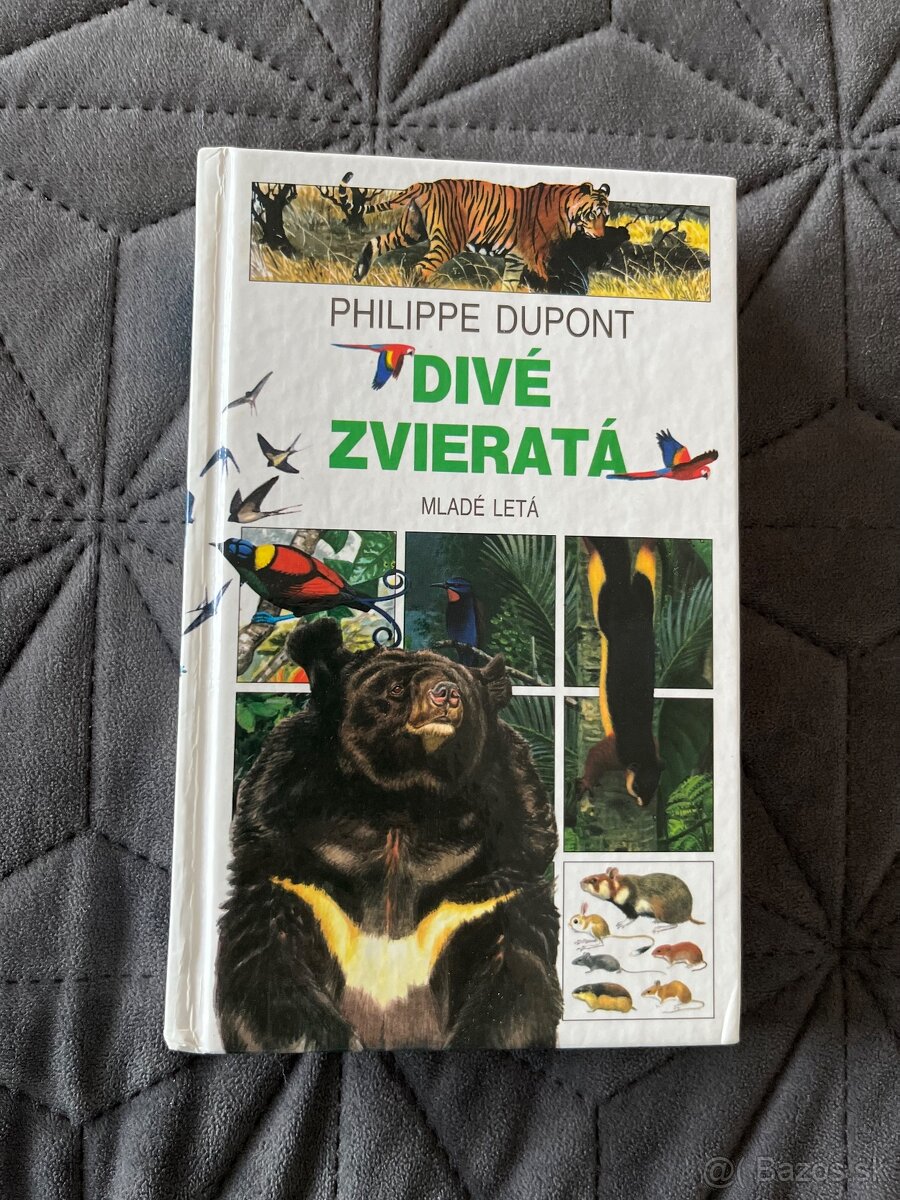 PHILIPPE DUPONT
DIVÉ
ZVIERATÁ
MLADÉ LETÁ
@ Bazos.sk